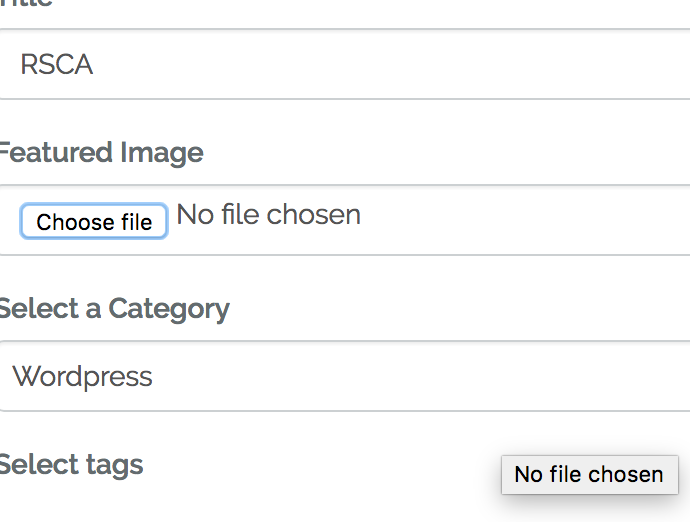 RSCA
Featured Image
Choose file No file chosen
Select a Category
Wordpress
Select tags
No file chosen